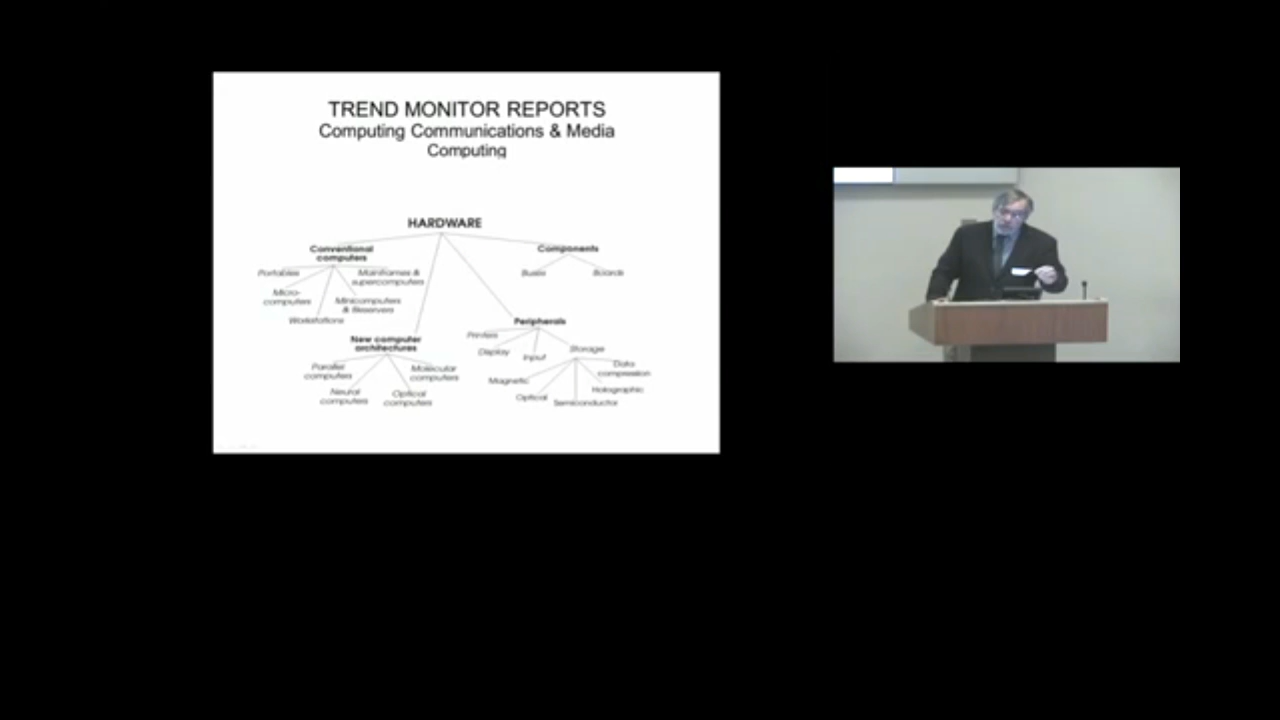 TREND MONITOR REPORTS
Computing Communications & Media
Computing
HARDWARE
Conventional
computers
Components
Portables
Mainframes &
supercomputers
Buses
Boards
Micro-
computers
Minicomputers
& fileservers
Workstations
Peripherals
New computer
architectures
Printers
Display
Input
Storage
Parallel
computers
Molecular
computers
Data
compression
Magnetic
Neural
computers
Optical
computers
Holographic
Optical
Semiconductor